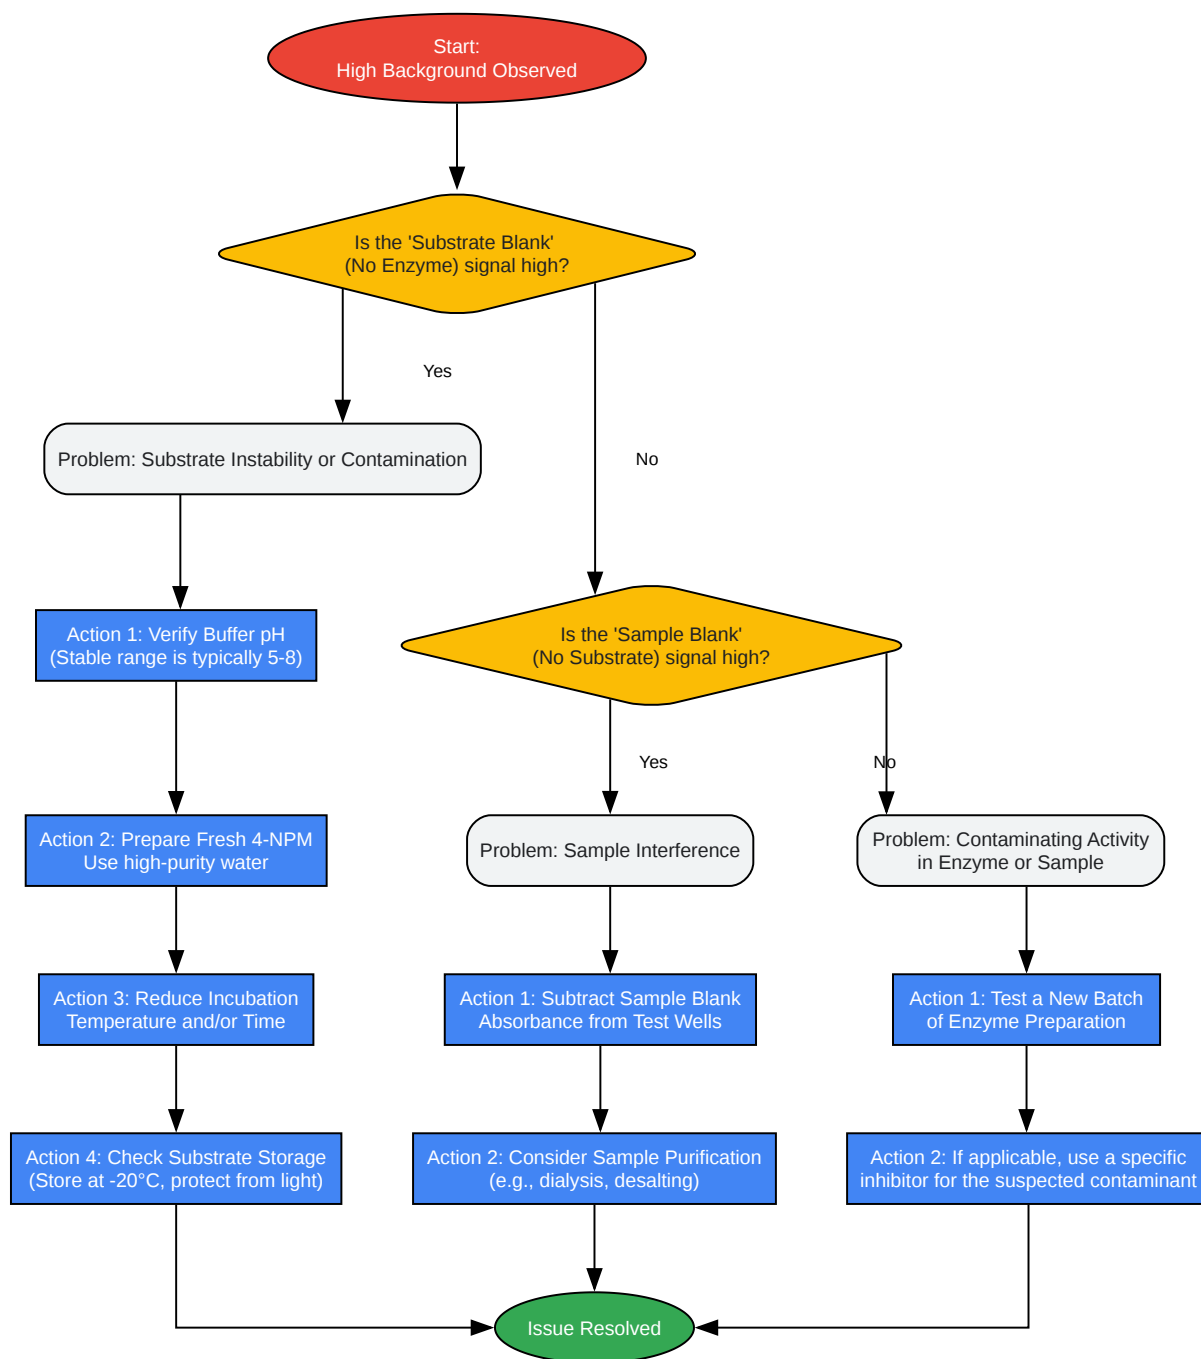 Start:
High Background Observed
Is the 'Substrate Blank'
(No Enzyme) signal high?
Yes
Problem: Substrate Instability or Contamination
No
Action 1: Verify Buffer pH
(Stable range is typically 5-8)
Is the 'Sample Blank'
(No Substrate) signal high?
Yes
No
Action 2: Prepare Fresh 4-NPM
Use high-purity water
Problem: Sample Interference
Problem: Contaminating Activity
in Enzyme or Sample
Action 3: Reduce Incubation
Temperature and/or Time
Action 1: Subtract Sample Blank
Absorbance from Test Wells
Action 1: Test a New Batch
of Enzyme Preparation
Action 4: Check Substrate Storage
(Store at -20°C, protect from light)
Action 2: Consider Sample Purification
(e.g., dialysis, desalting)
Action 2: If applicable, use a specific
inhibitor for the suspected contaminant
Issue Resolved